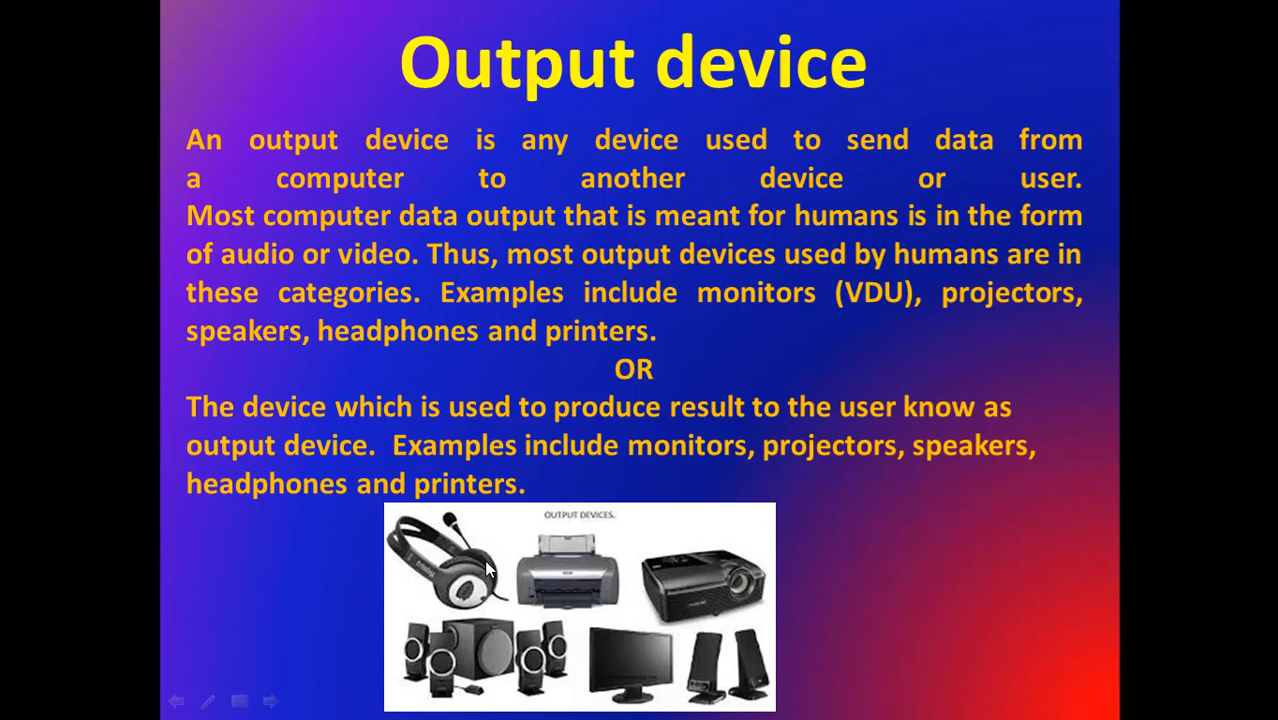 Output device
An output device is any device used to send data from
a computer to another device or user.
Most computer data output that is meant for humans is in the form
of audio or video. Thus, most output devices used by humans are in
these categories. Examples include monitors (VDU), projectors,
speakers, headphones and printers.
OR
The device which is used to produce result to the user know as
output device. Examples include monitors, projectors, speakers,
headphones and printers.
OUTPUT DEVICES.
frisby